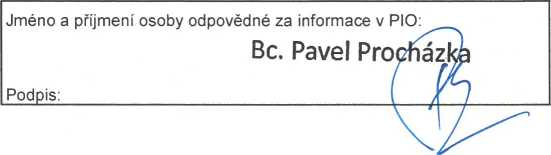 Jméno a příjmení osoby odpovědné za informace v PIO:
Bc. Pavel Procházka
Podpis: